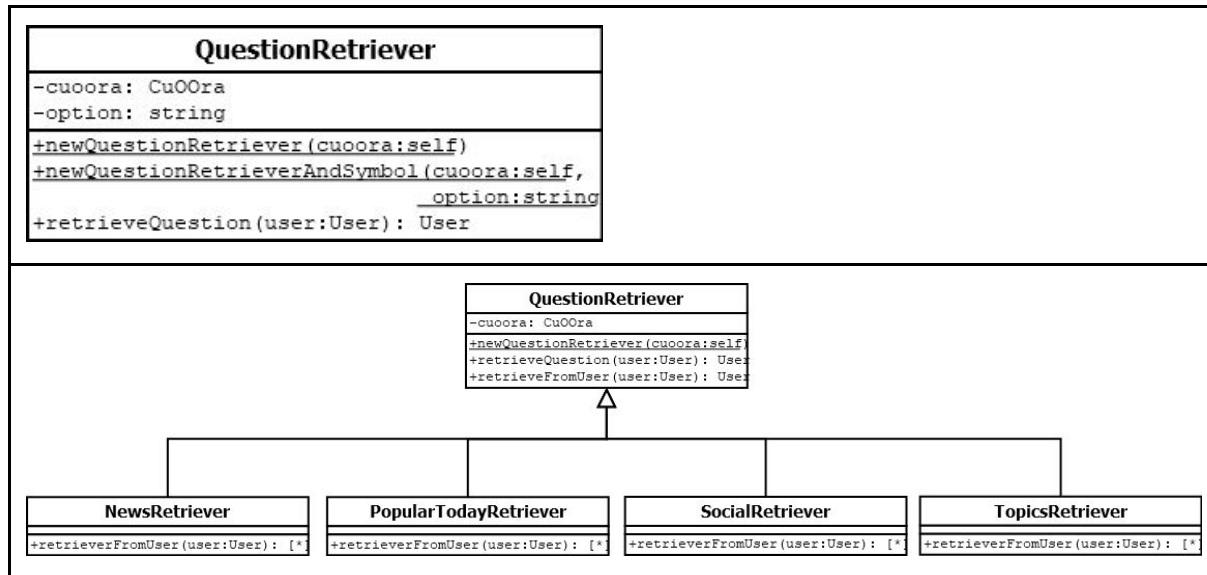 QuestionRetriever
-cuoora: CuOOra
-option: string
+newQuestionRetriever(cuoora:self)
+newQuestionRetrieverAndSymbol(cuoora:self,
option:string
+retrieveQuestion(user:User): User
QuestionRetriever
-cuoora: CuOOra
+newQuestionRetriever(cuoora:self)
+retrieveQuestion(user:User): User
+retrieveFromUser(user:User): User
NewsRetriever
+retrieverFromUser(user:User): [*]
PopularTodayRetriever
+retrieverFromUser(user:User): [*]
SocialRetriever
+retrieverFromUser(user:User): [*]
TopicsRetriever
+retrieverFromUser(user:User): [*]